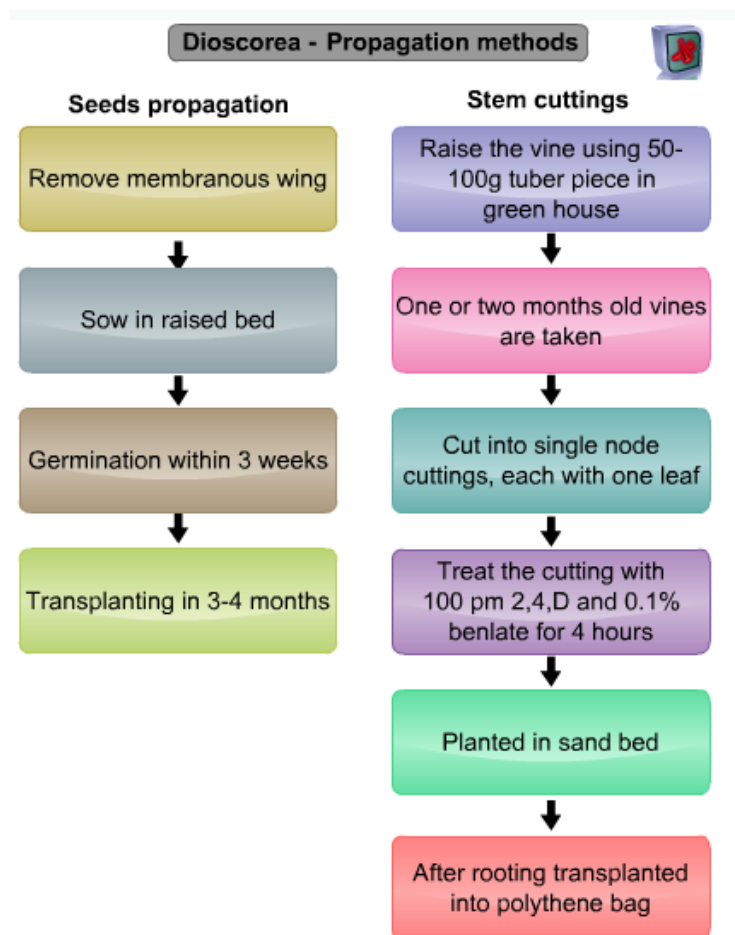 Dioscorea - Propagation methods
Seeds propagation
Remove membranous wing
Sow in raised bed
Germination within 3 weeks
Transplanting in 3-4 months
Stem cuttings
Raise the vine using 50-
100g tuber piece in
green house
One or two months old vines
are taken
Cut into single node
cuttings, each with one leaf
Treat the cutting with
100 pm 2,4,D and 0.1%
benlate for 4 hours
Planted in sand bed
After rooting transplanted
into polythene bag